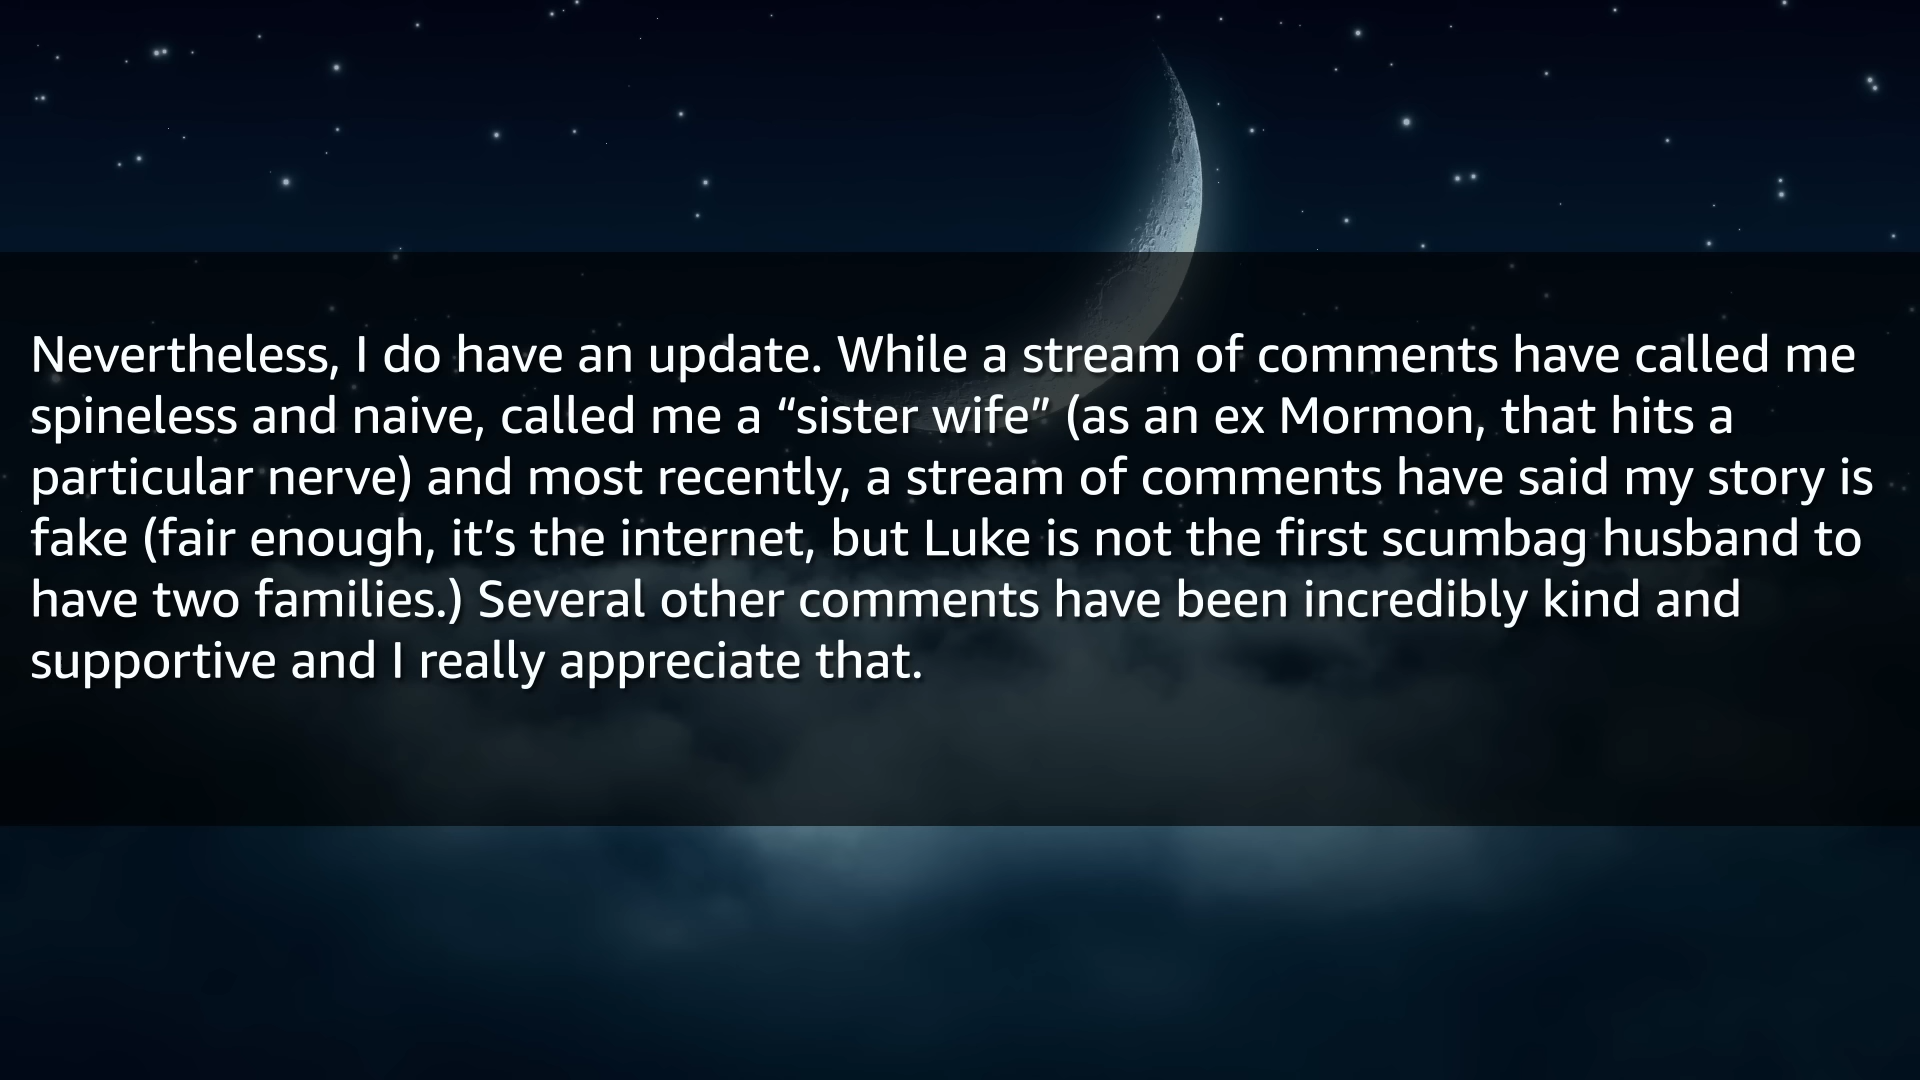 Nevertheless, I do have an update. While a stream of comments have called me
spineless and naive, called me a “sister wife” (as an ex Mormon, that hits a
particular nerve) and most recently, a stream of comments have said my story is
fake (fair enough, it’s the internet, but Luke is not the first scumbag husband to
have two families.) Several other comments have been incredibly kind and
supportive and I really appreciate that.